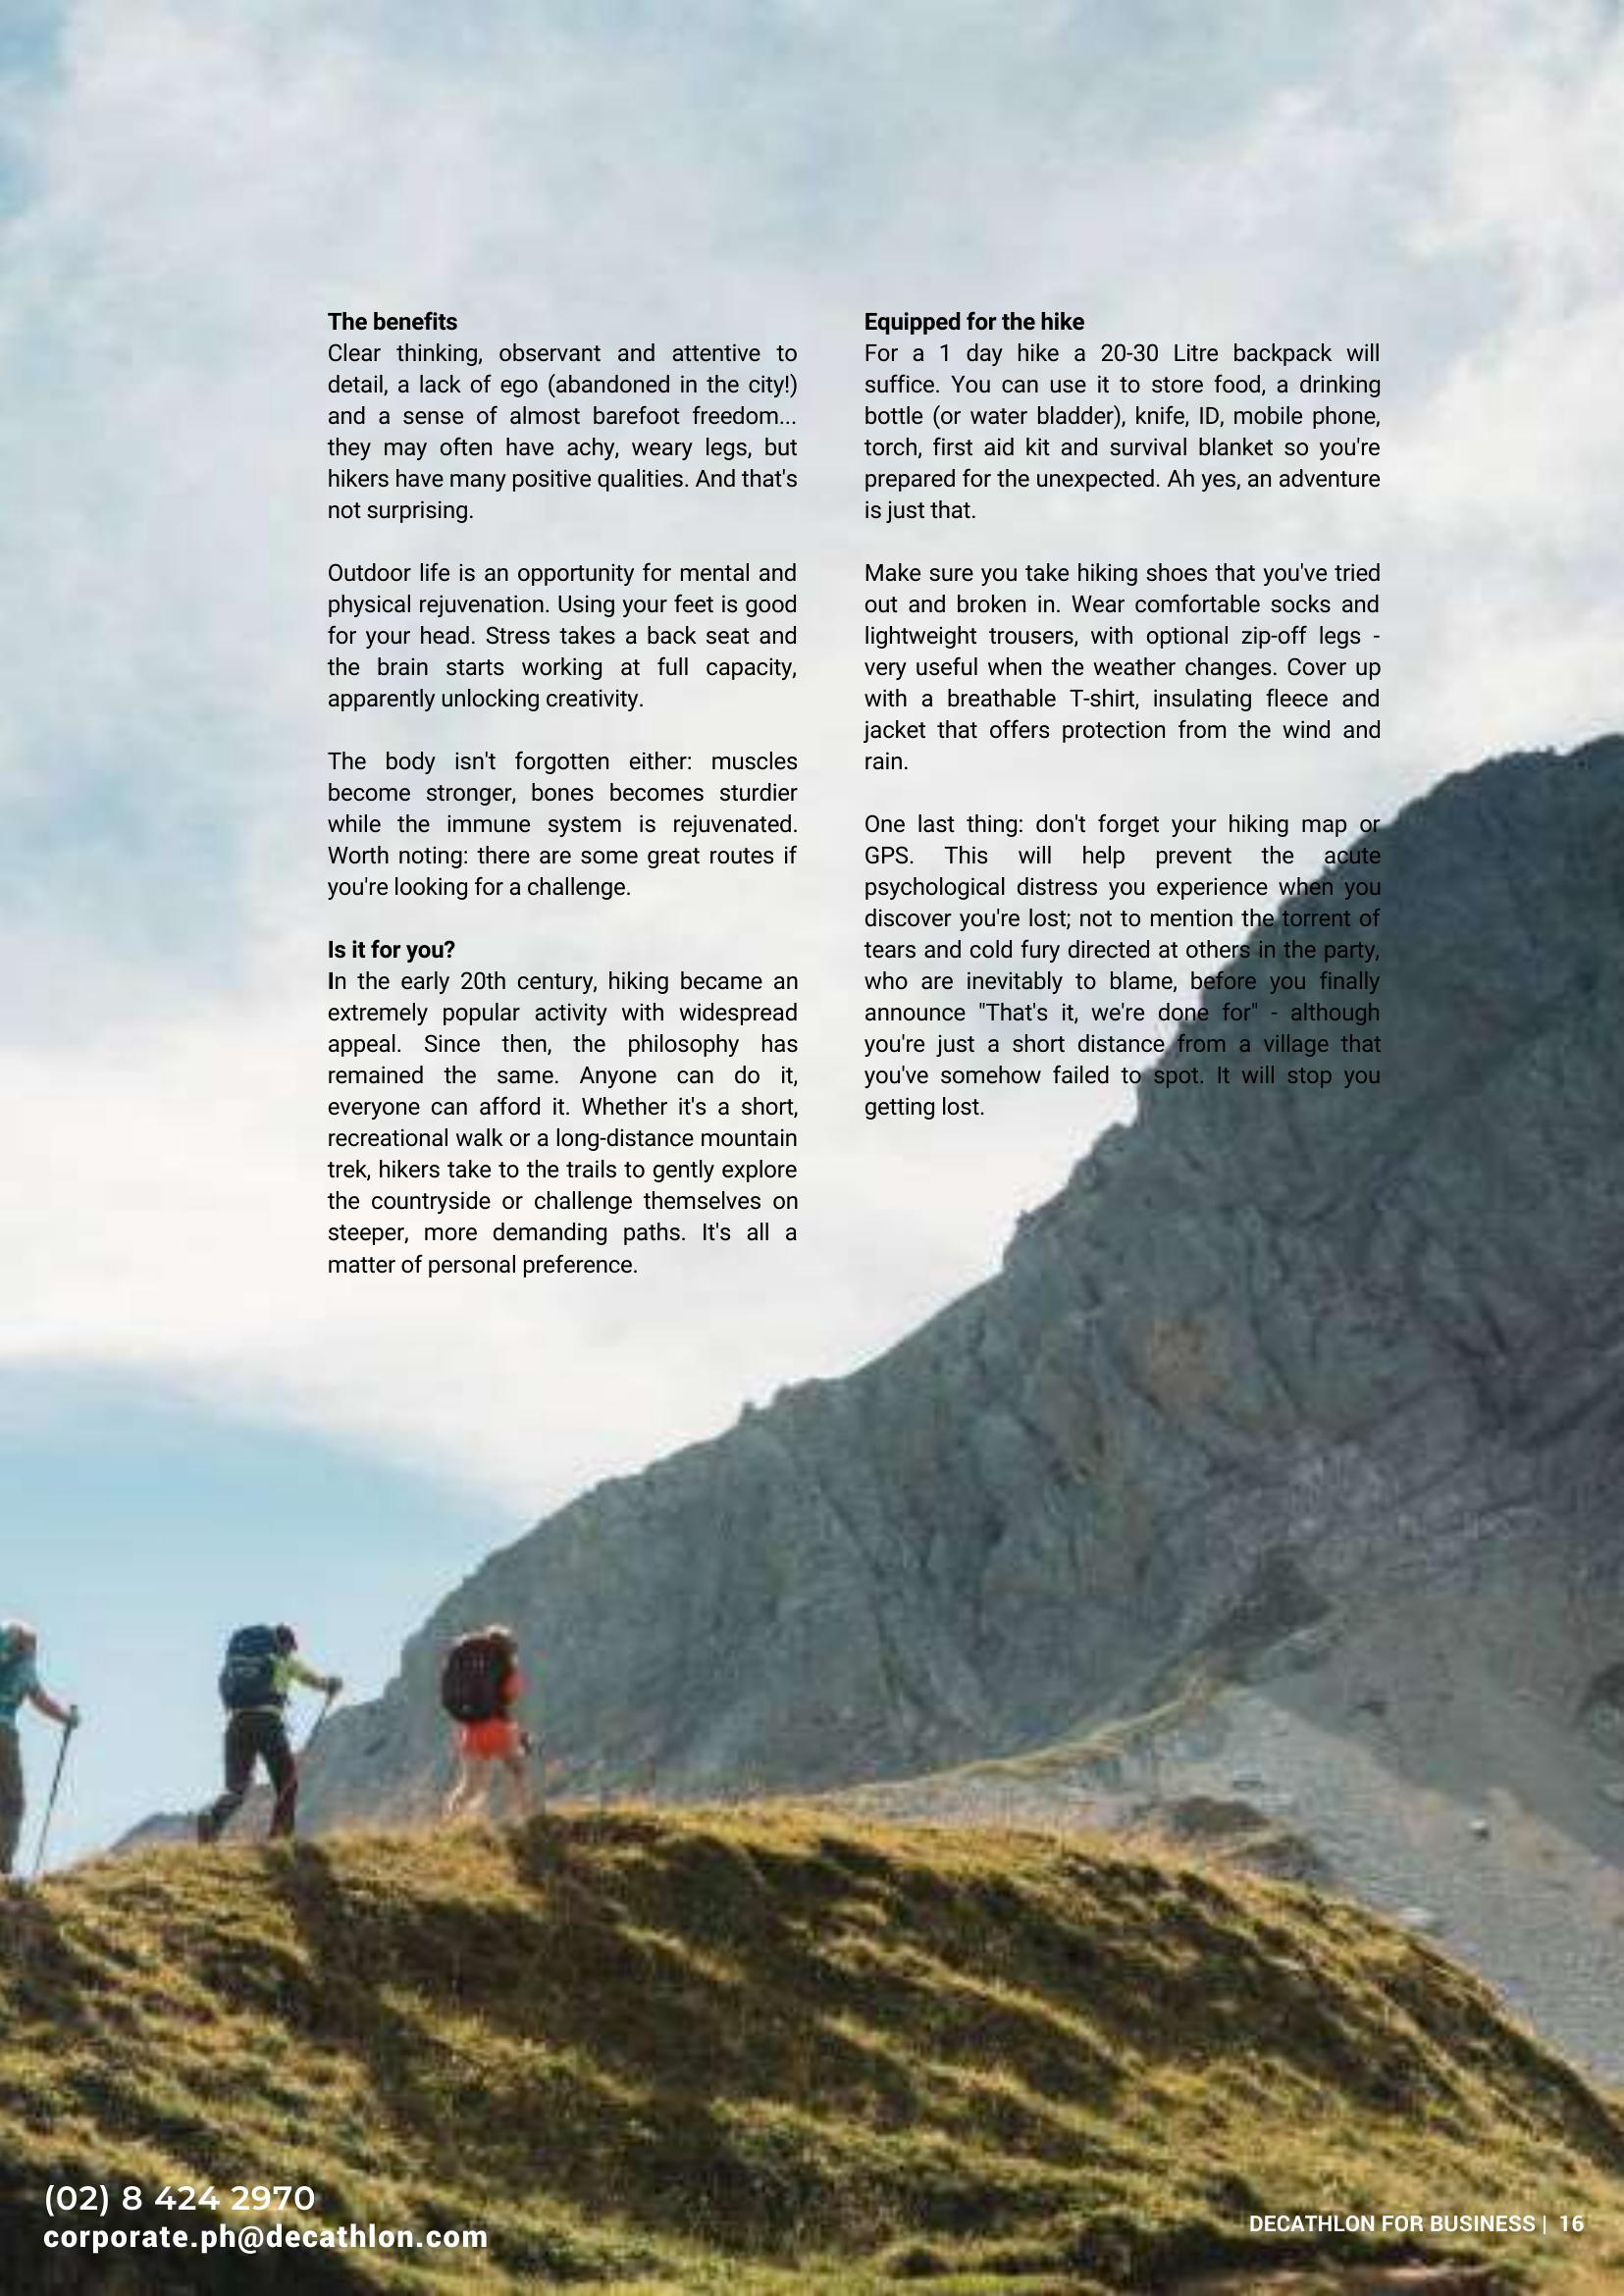 The benefits
Clear thinking, observant and attentive to
detail, a lack of ego (abandoned in the city!)
and a sense of almost barefoot freedom...
they may often have achy, weary legs, but
hikers have many positive qualities. And that's
not surprising.
Outdoor life is an opportunity for mental and
physical rejuvenation. Using your feet is good
for your head. Stress takes a back seat and
the brain starts working at full capacity,
apparently unlocking creativity.
The body isn't forgotten either: muscles
become stronger, bones becomes sturdier
while the immune system is rejuvenated.
Worth noting: there are some great routes if
you're looking for a challenge.
Is it for you?
In the early 20th century, hiking became an
extremely popular activity with widespread
appeal. Since then, the philosophy has
remained the same. Anyone can do it,
everyone can afford it. Whether it's a short,
recreational walk or a long-distance mountain
trek, hikers take to the trails to gently explore
the countryside or challenge themselves on
steeper, more demanding paths. It's all a
matter of personal preference.
Equipped for the hike
For a 1 day hike a 20-30 Litre backpack will
suffice. You can use it to store food, a drinking
bottle (or water bladder), knife, ID, mobile phone,
torch, first aid kit and survival blanket so you're
prepared for the unexpected. Ah yes, an adventure
is just that.
Make sure you take hiking shoes that you've tried
out and broken in. Wear comfortable socks and
lightweight trousers, with optional zip-off legs -
very useful when the weather changes. Cover up
with a breathable T-shirt, insulating fleece and
jacket that offers protection from the wind and
rain.
One last thing: don't forget your hiking map or
GPS. This will help prevent the acute
psychological distress you experience when you
discover you're lost; not to mention the torrent of
tears and cold fury directed at others in the party,
who are inevitably to blame, before you finally
announce "That's it, we're done for" - although
you're just a short distance from a village that
you've somehow failed to spot. It will stop you
getting lost.
(02) 8 424 2970
corporate.ph@decathlon.com
DECATHLON FOR BUSINESS | 16